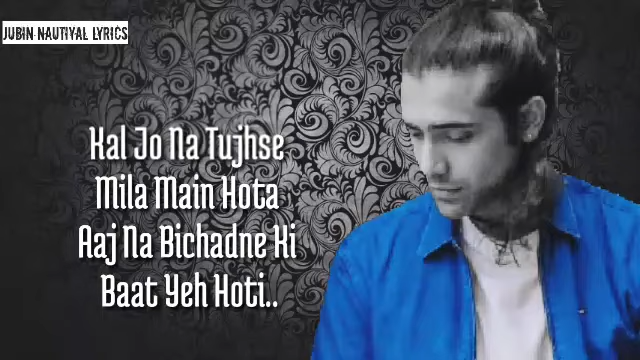 JUBIN NAUTIYAL LYRICS
Kal Jo Na Tujhse
Mila Main Hota
Aaj Na Bichadne Ki
Baat Yeh Hoti..